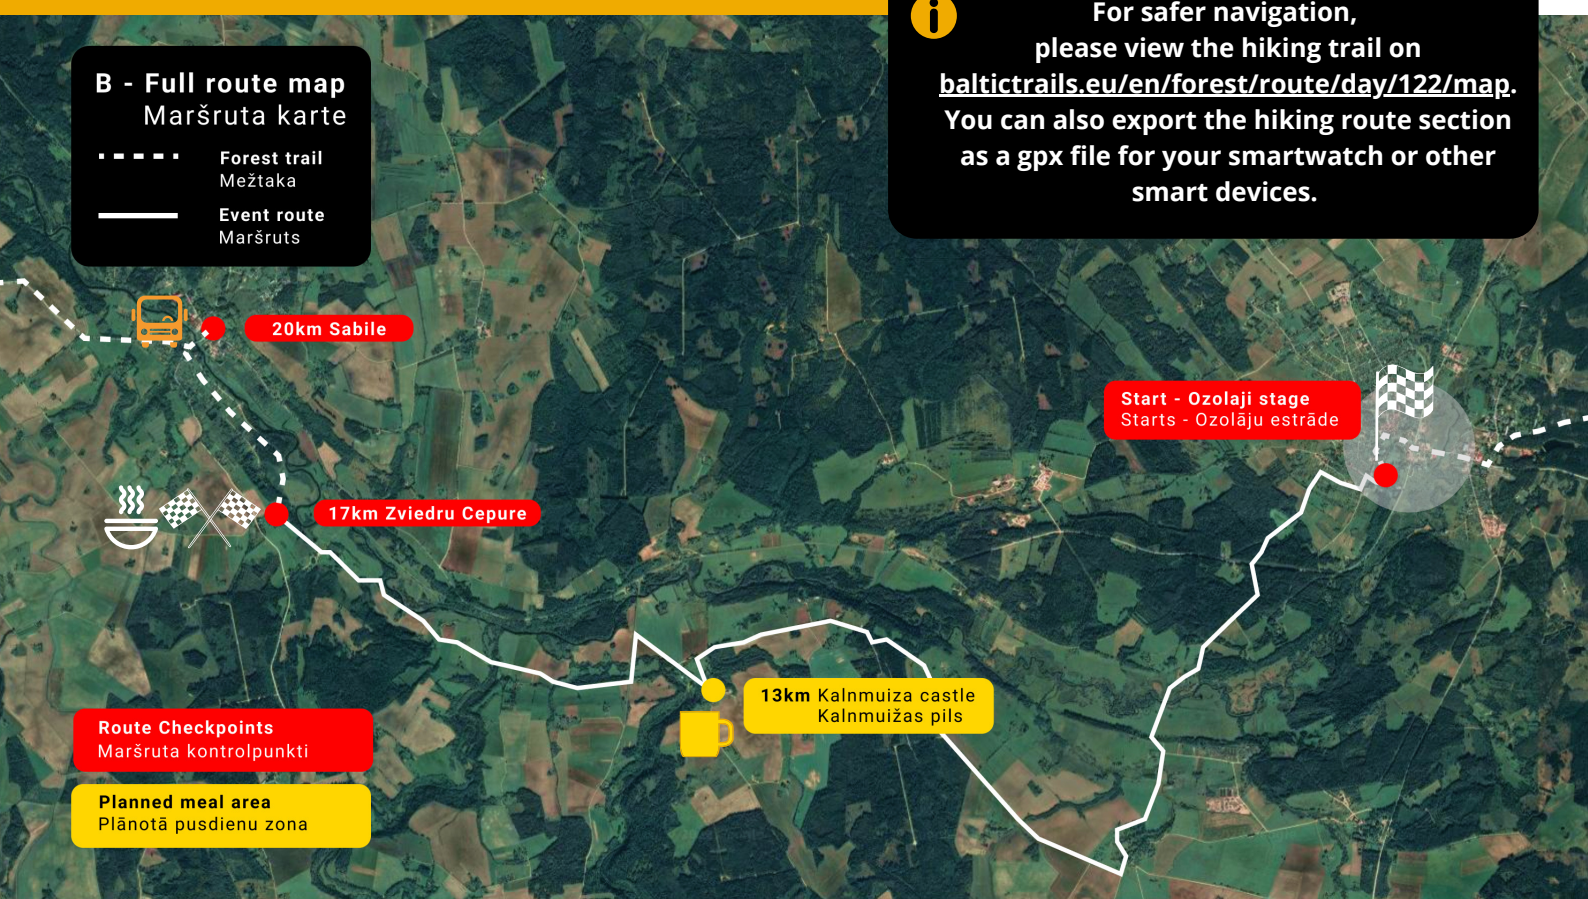 For safer navigation,
please view the hiking trail on
baltictrails.eu/en/forest/route/day/122/map.
You can also export the hiking route section
as a gpx file for your smartwatch or other
smart devices.
B - Full route map
Maršruta karte
Forest trail
Mežtaka
Event route
Maršruts
20km Sabile
Start - Ozolaji stage
Starts - Ozolāju estrāde
17km Zviedru Cepure
13km Kalnmuiza castle
Kalnmuižas pils
Route Checkpoints
Maršruta kontrolpunkti
Planned meal area
Plānotā pusdienu zona